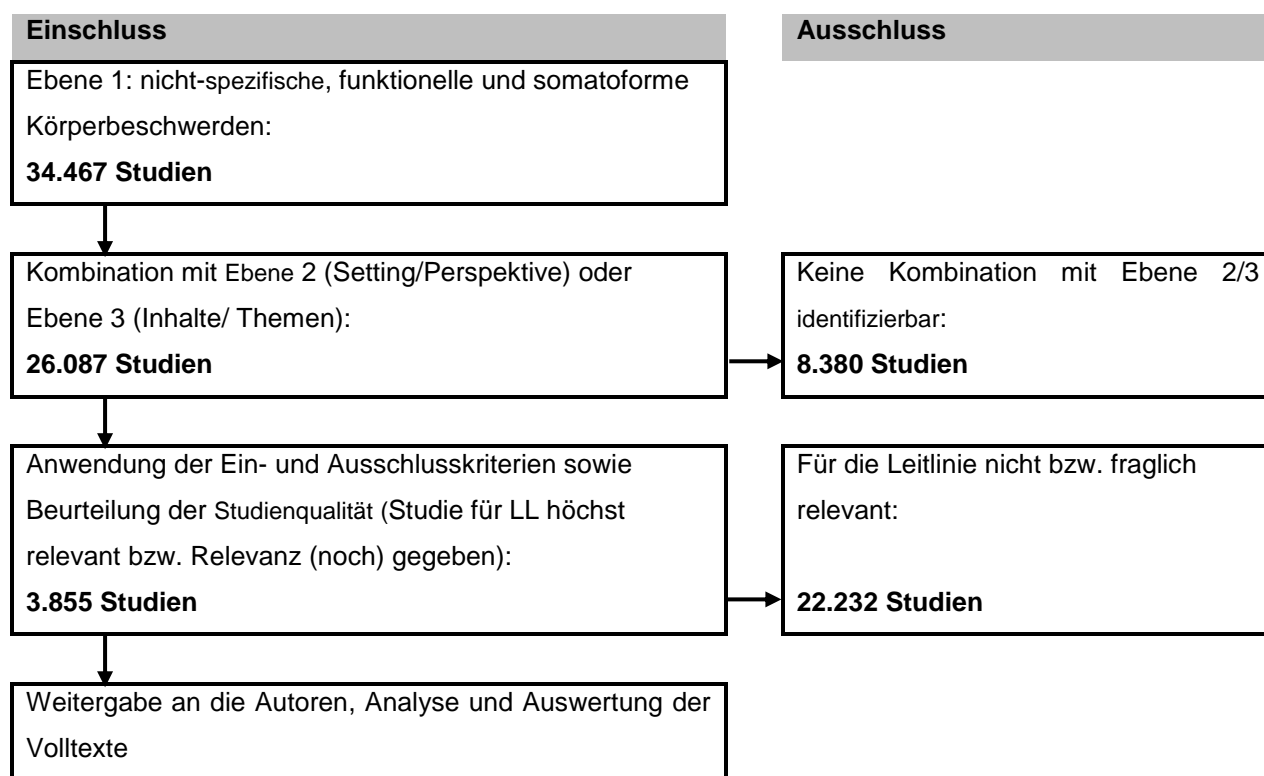 Einschluss
Ausschluss
Ebene 1: nicht-spezifische, funktionelle und somatoforme
Körperbeschwerden:
34.467 Studien
Kombination mit Ebene 2 (Setting/Perspektive) oder
Ebene 3 (Inhalte/ Themen):
26.087 Studien
Keine Kombination mit Ebene 2/3
identifizierbar:
8.380 Studien
Anwendung der Ein- und Ausschlusskriterien sowie
Beurteilung der Studienqualität (Studie für LL höchst
relevant bzw. Relevanz (noch) gegeben):
3.855 Studien
Für die Leitlinie nicht bzw. fraglich
relevant:
22.232 Studien
Weitergabe an die Autoren, Analyse und Auswertung der
Volltexte